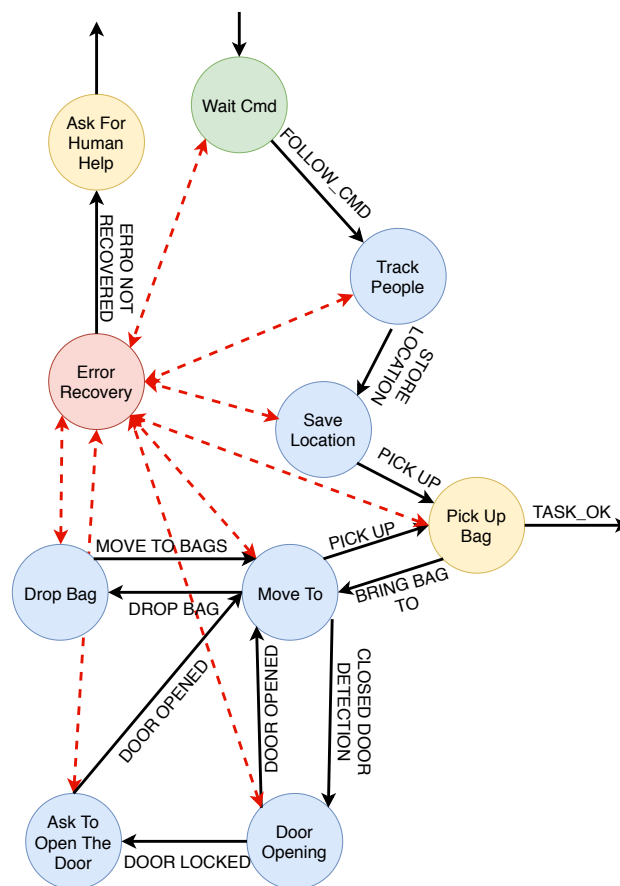 Wait Cmd
Ask For
Human
Help
FOLLOW_CMD
ERRO NOT
RECOVERED
Track
People
STORE
LOCATION
Error
Recovery
Save
Location
PICK UP
Pick Up
Bag
TASK_OK
MOVE TO BAGS
PICK UP
Drop Bag
DROP BAG
Move To
BRING BAG
TO
DOOR OPENED
DOOR OPENED
CLOSED DOOR
DETECTION
Ask To
Open The
Door
DOOR LOCKED
Door
Opening